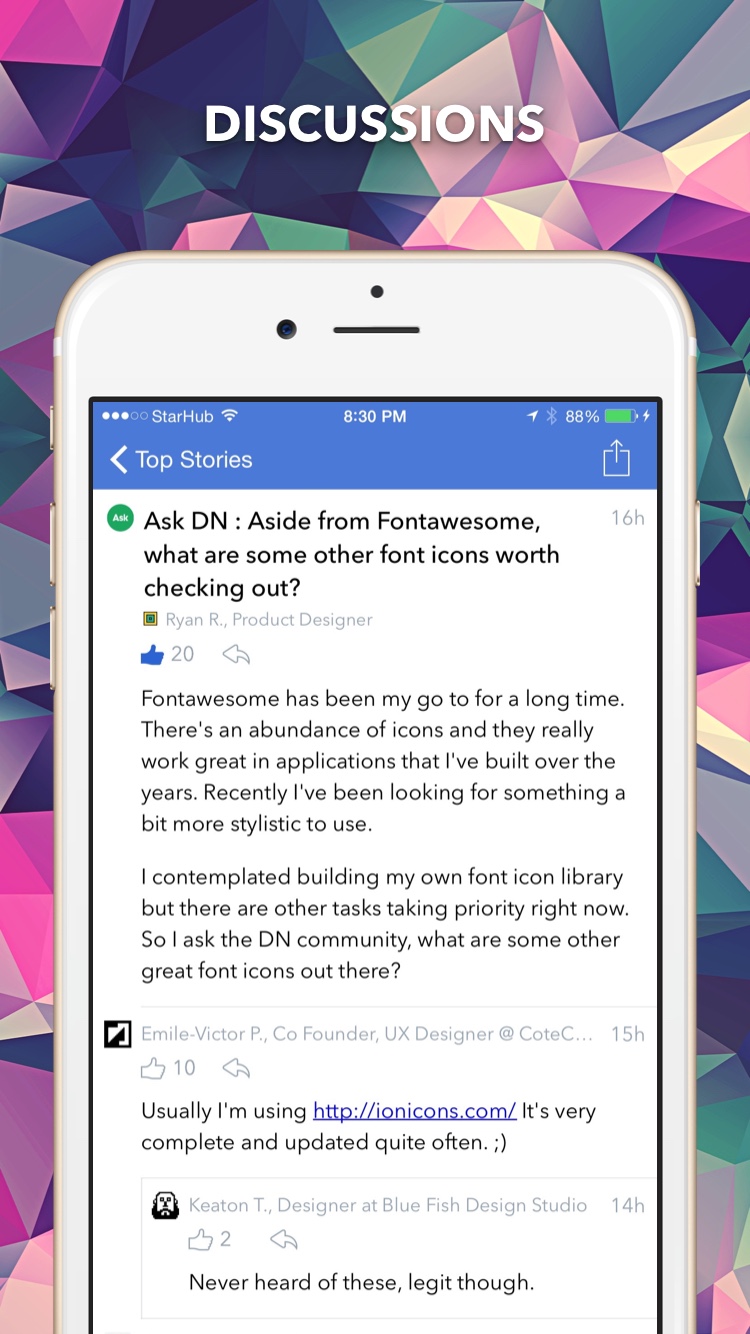 DISCUSSIONS
StarHub
8:30 PM
88%
Top Stories
Ask
Ask DN : Aside from Fontawesome,
16h
what are some other font icons worth
checking out?
Ryan R., Product Designer
20
Fontawesome has been my go to for a long time.
There's an abundance of icons and they really
work great in applications that I've built over the
years. Recently I've been looking for something a
bit more stylistic to use.
I contemplated building my own font icon library
but there are other tasks taking priority right now.
So I ask the DN community, what are some other
great font icons out there?
Emile-Victor P., Co Founder, UX Designer @ CoteC...
15h
10
Usually I'm using http://ionicons.com/ It's very
complete and updated quite often. ;)
Keaton T., Designer at Blue Fish Design Studio
14h
2
Never heard of these, legit though.